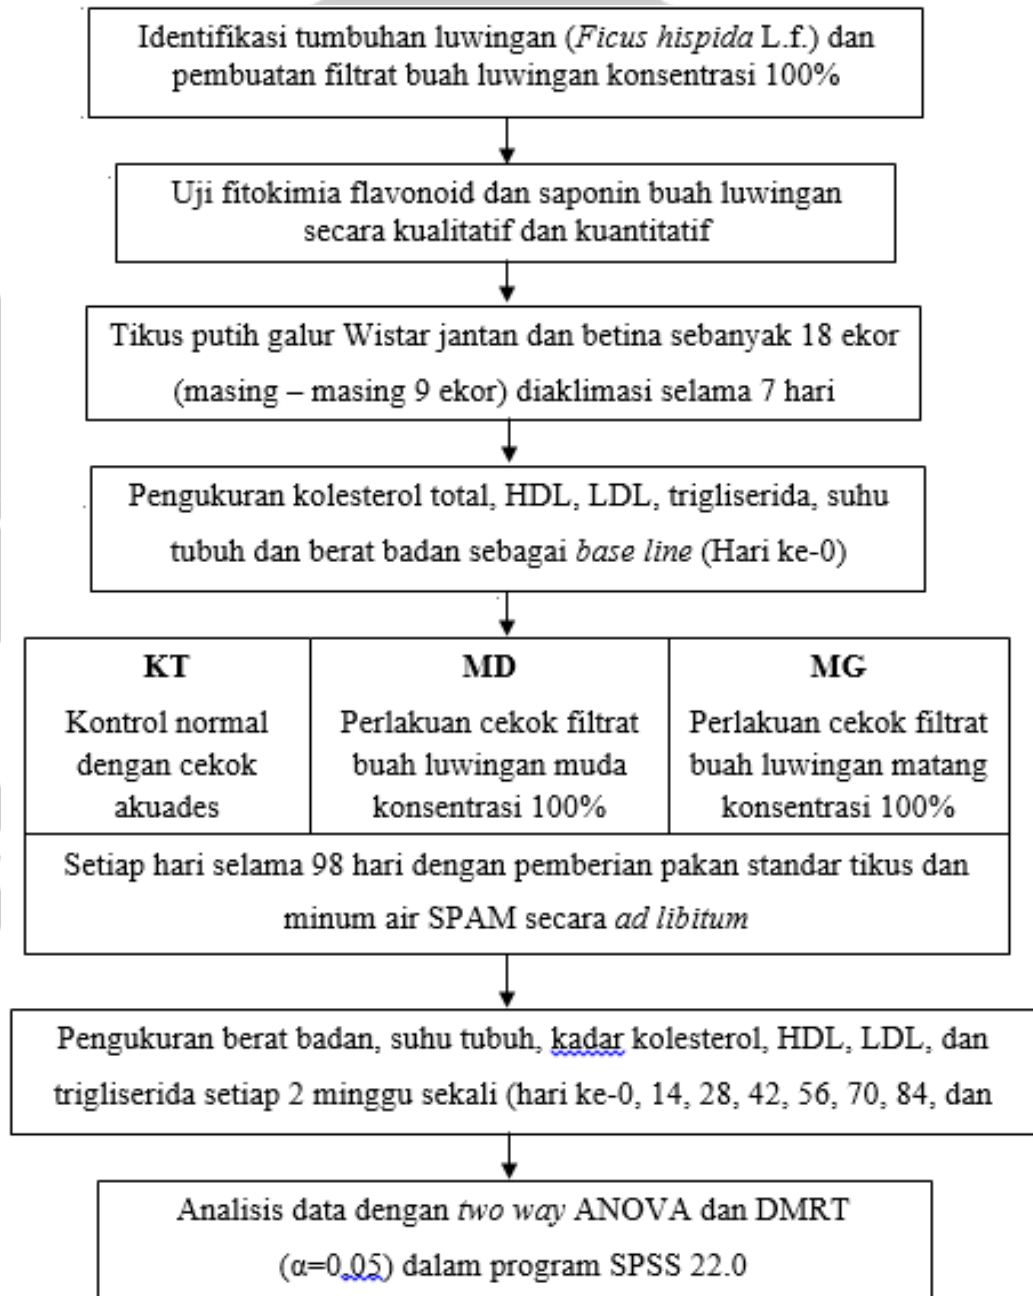 Identifikasi tumbuhan luwingan (Ficus hispida L.f.) dan
pembuatan filtrat buah luwingan konsentrasi 100%
Uji fitokimia flavonoid dan saponin buah luwingan
secara kualitatif dan kuantitatif
Tikus putih galur Wistar jantan dan betina sebanyak 18 ekor
(masing – masing 9 ekor) diaklimasi selama 7 hari
Pengukuran kolesterol total, HDL, LDL, trigliserida, suhu
tubuh dan berat badan sebagai base line (Hari ke-0)
KT
Kontrol normal
dengan cekok
akuades
MD
Perlakuan cekok filtrat
buah luwingan muda
konsentrasi 100%
MG
Perlakuan cekok filtrat
buah luwingan matang
konsentrasi 100%
Setiap hari selama 98 hari dengan pemberian pakan standar tikus dan
minum air SPAM secara ad libitum
Pengukuran berat badan, suhu tubuh, kadar kolesterol, HDL, LDL, dan
trigliserida setiap 2 minggu sekali (hari ke-0, 14, 28, 42, 56, 70, 84, dan
Analisis data dengan two way ANOVA dan DMRT
(α=0,05) dalam program SPSS 22.0